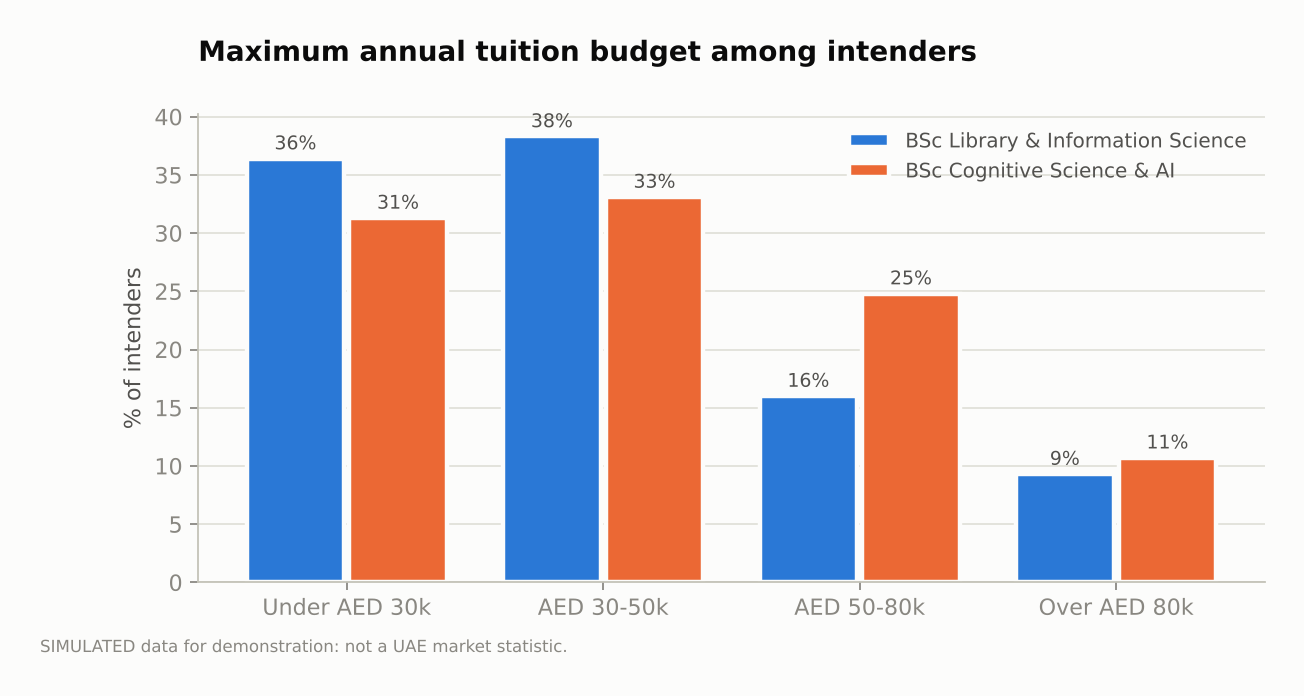 Maximum annual tuition budget among intenders
BSc Library & Information Science
BSc Cognitive Science & AI
% of intenders
40
35
30
25
20
15
10
5
0
36%
31%
38%
33%
16%
25%
9%
11%
Under AED 30k
AED 30-50k
AED 50-80k
Over AED 80k
SIMULATED data for demonstration: not a UAE market statistic.